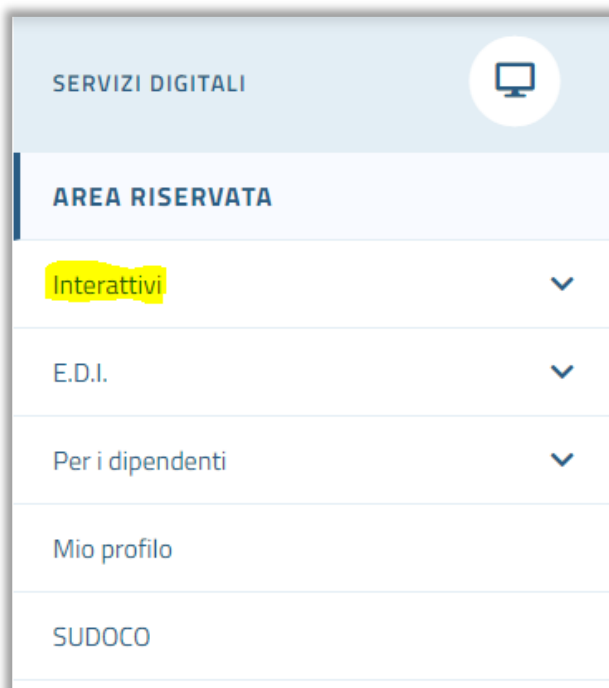 SERVIZI DIGITALI
AREA RISERVATA
Interattivi
E.D.I.
Per i dipendenti
Mio profilo
SUDOCO